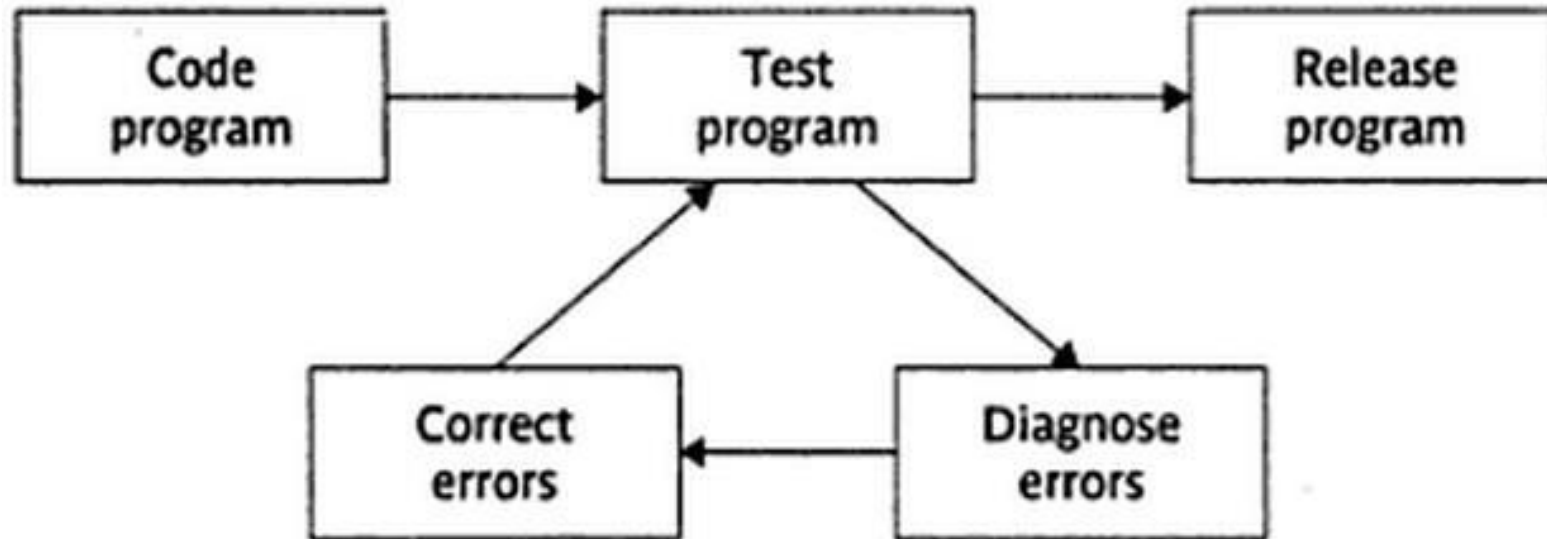 Code
program
Test
program
Release
program
Correct
errors
Diagnose
errors